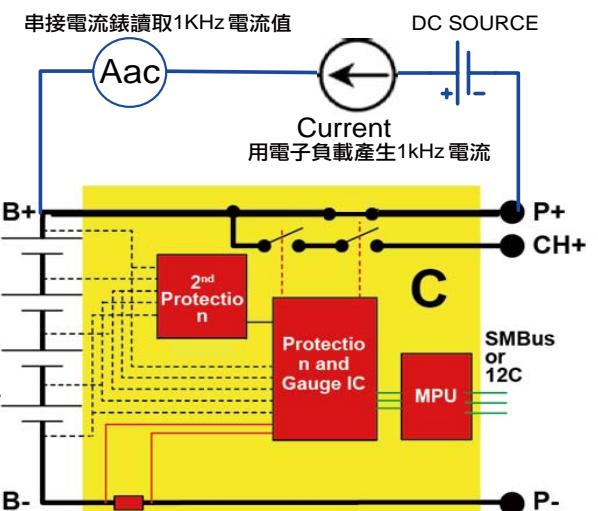 串接電流錶讀取1KHz 電流值
DC SOURCE
Aac
+
-
Current
用電子負載產生1kHz 電流
B+
P+
CH+
2nd
Protectio
n
C
Protectio
n and
Gauge IC
SMBus
or
12C
MPU
B-
P-